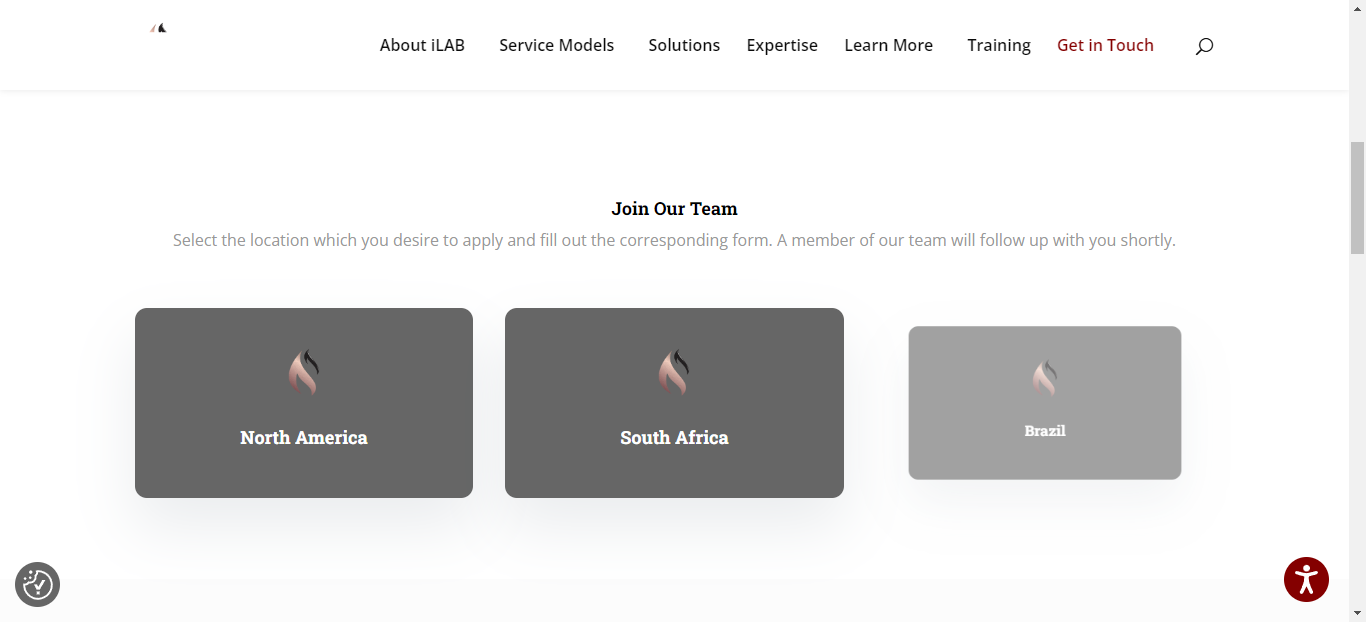 About iLAB
Service Models
Solutions
Expertise
Learn More
Training
Get in Touch
Join Our Team
Select the location which you desire to apply and fill out the corresponding form. A member of our team will follow up with you shortly.
North America
South Africa
Brazil